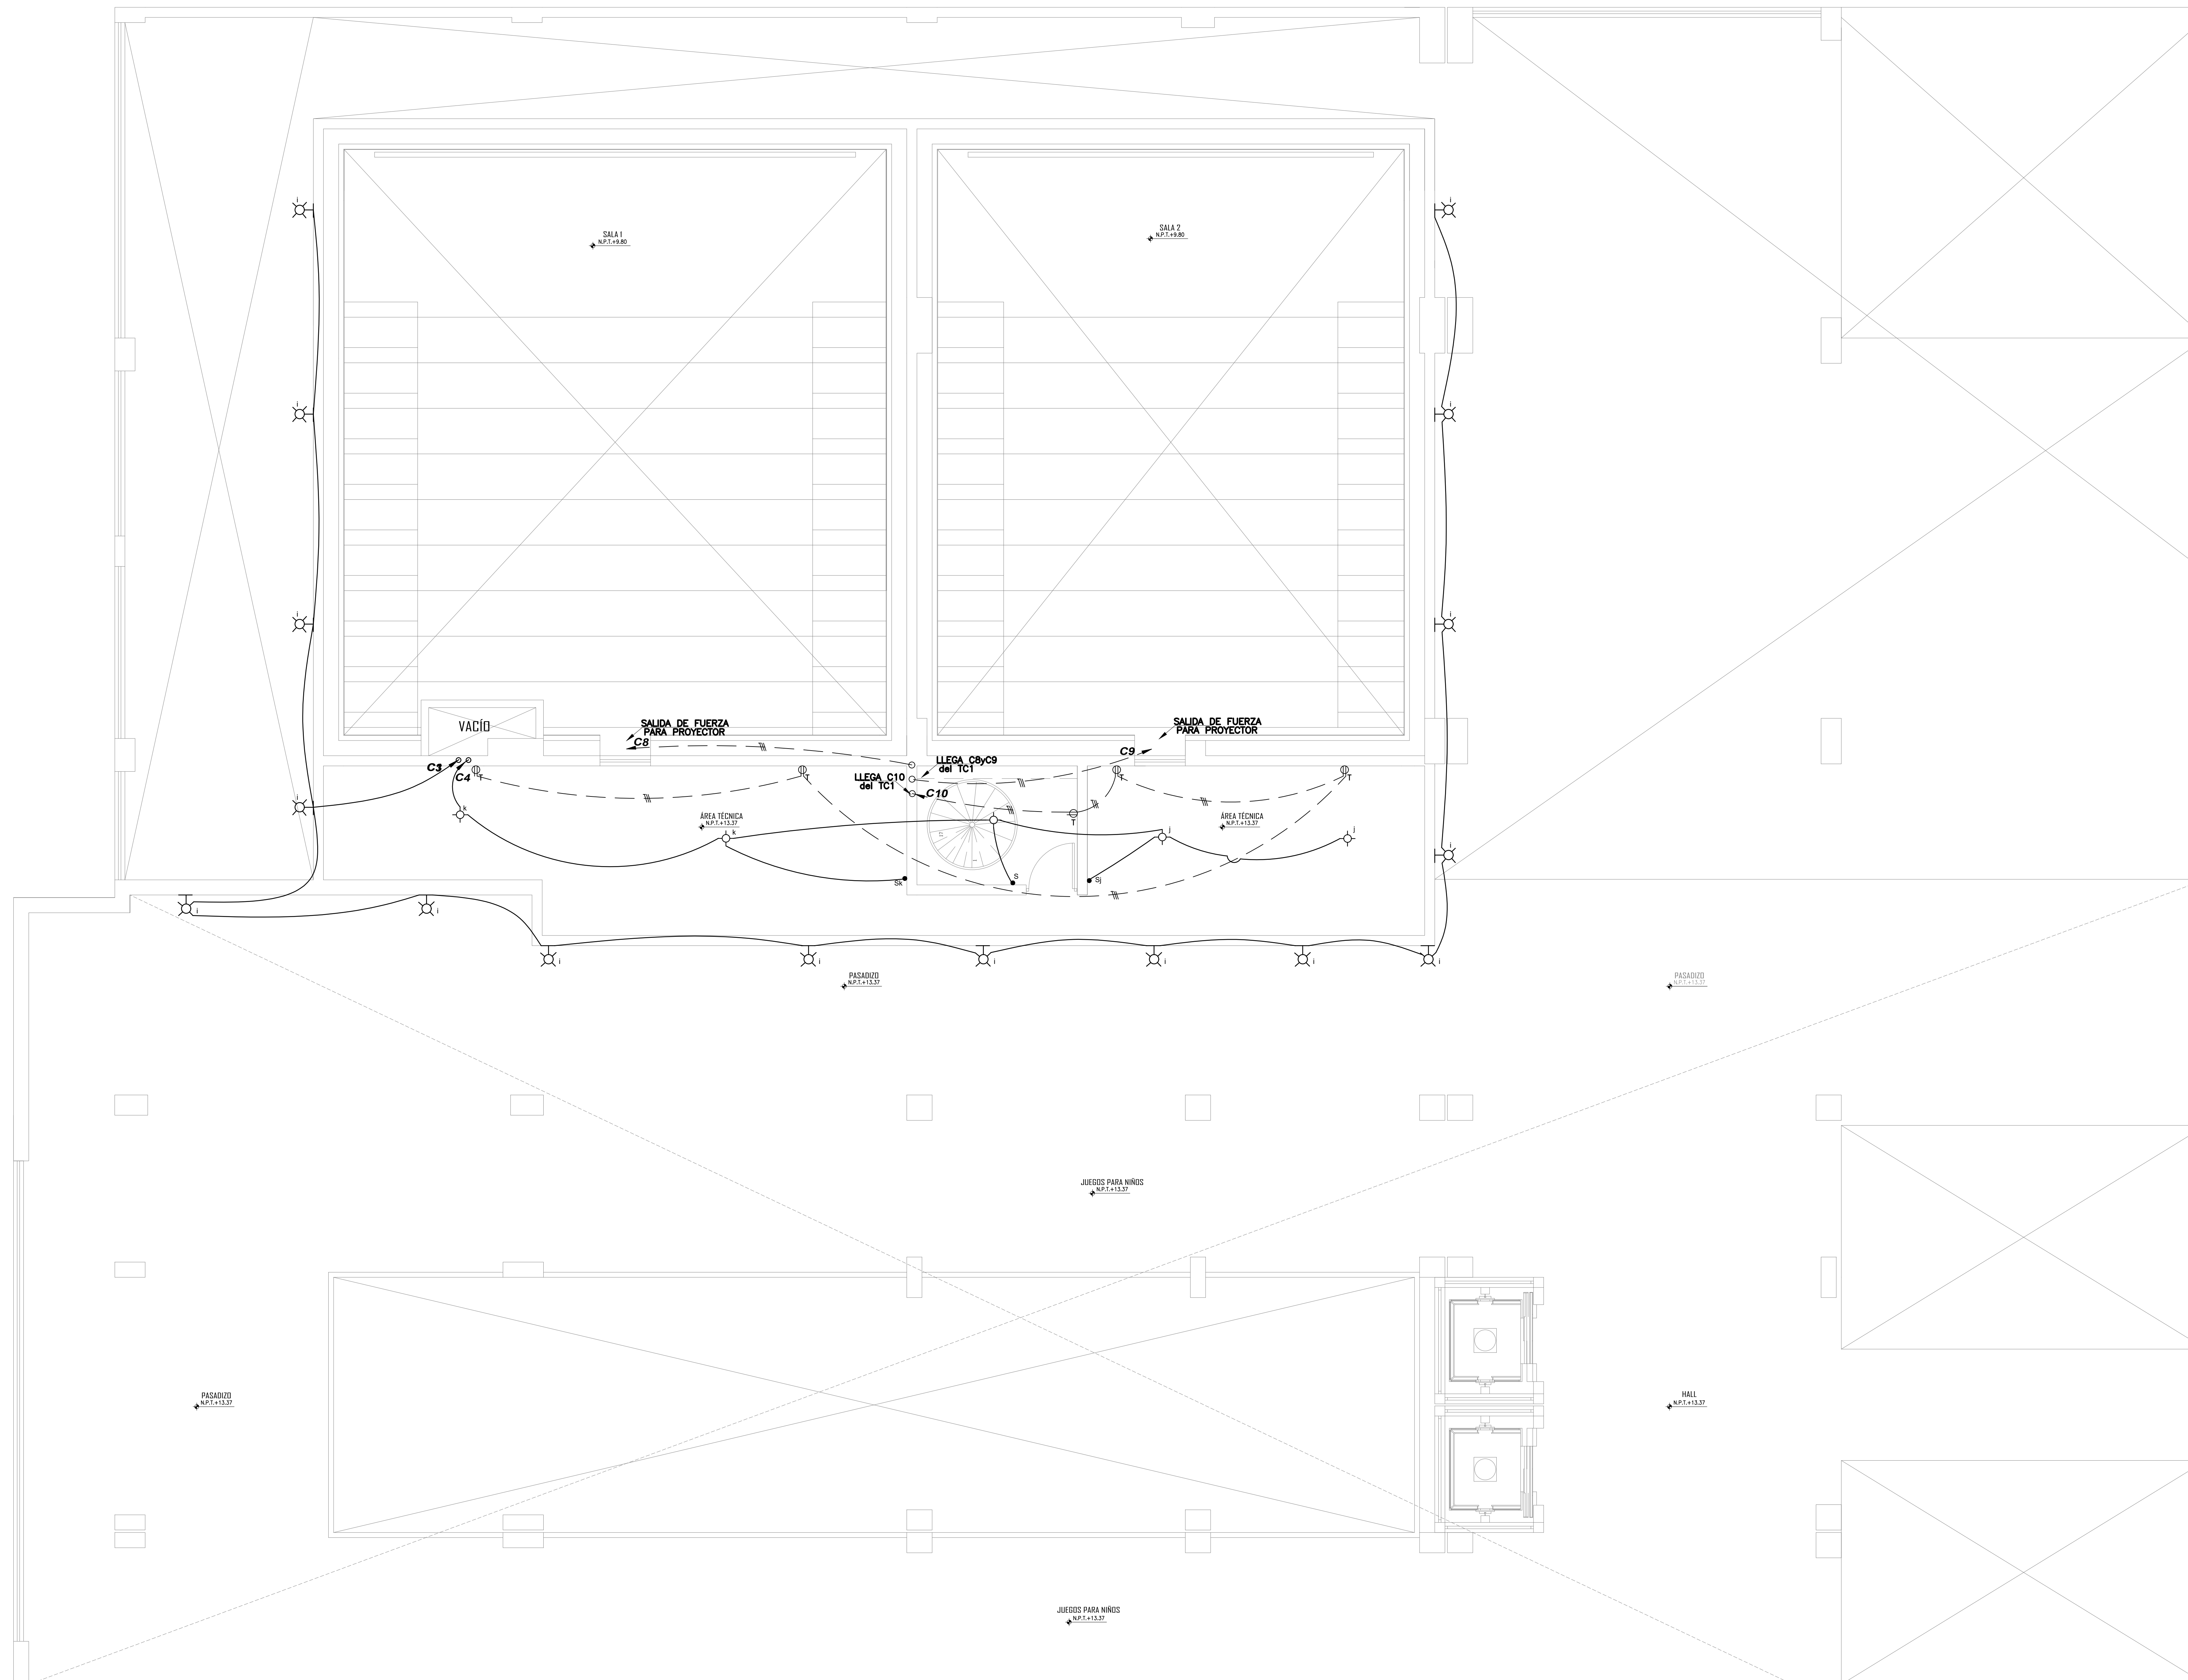 i
i
SALA 1
N.P.T.+9.80
SALA 2
N.P.T.+9.80
i
i
i
i
VACÍO
SALIDA DE FUERZA
PARA PROYECTOR
C8
SALIDA DE FUERZA
PARA PROYECTOR
C9
C3
C4
LLEGA C8yC9
del TC1
LLEGA C10
del TC1
C10
T
T
T
T
T
i
k
ÁREA TÉCNICA
N.P.T.+13.37
k
ÁREA TÉCNICA
N.P.T.+13.37
j
j
i
Sk
S
Sj
i
i
i
i
i
i
i
i
PASADIZO
N.P.T.+13.37
PASADIZO
N.P.T.+13.37
JUEGOS PARA NIÑOS
N.P.T.+13.37
PASADIZO
N.P.T.+13.37
HALL
N.P.T.+13.37
JUEGOS PARA NIÑOS
N.P.T.+13.37